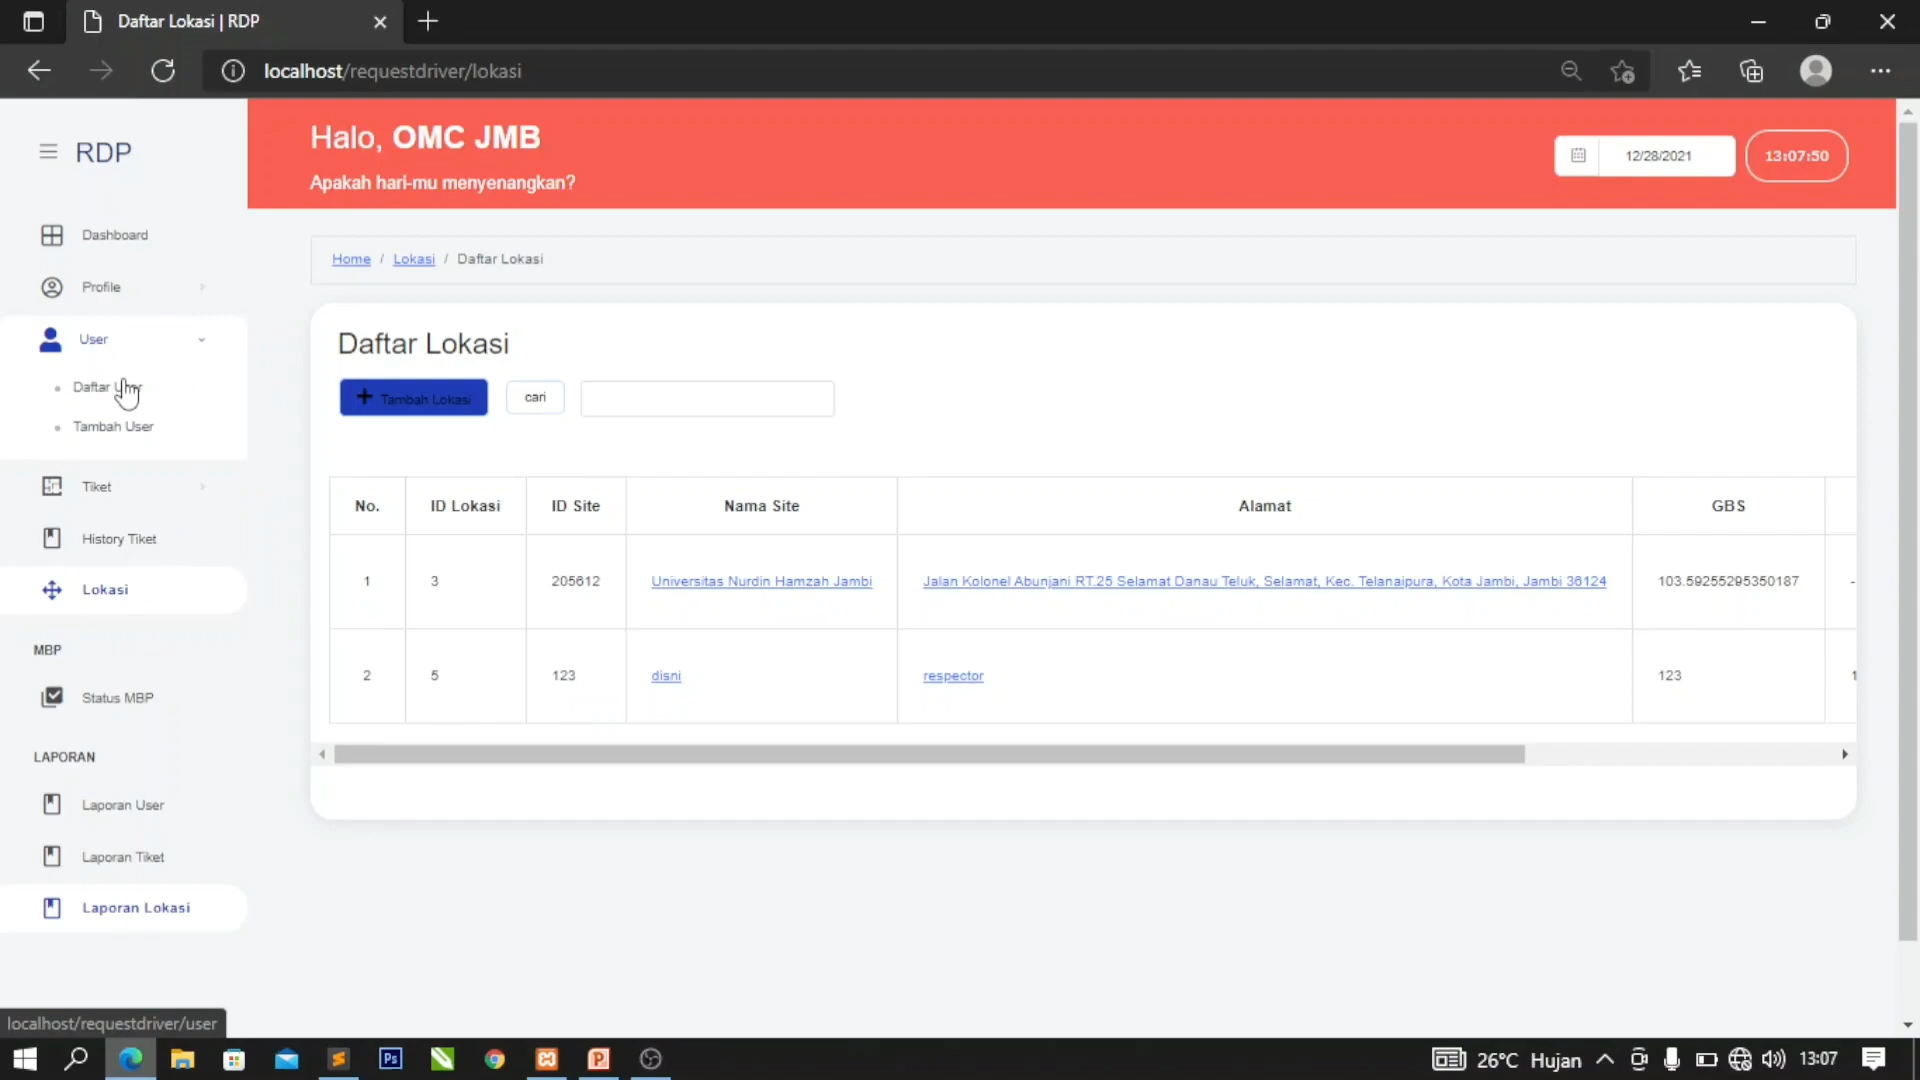 Daftar Lokasi | RDP
localhost/requestdriver/lokasi
RDP
Halo, OMC JMB
Apakah hari-mu menyenangkan?
12/28/2021
13:07:50
Dashboard
Profile
User
Daftar User
Tambah User
Tiket
History Tiket
Lokasi
MBP
Status MBP
LAPORAN
Laporan User
Laporan Tiket
Laporan Lokasi
Home / Lokasi / Daftar Lokasi
Daftar Lokasi
Tambah Lokasi
cari
No. ID Lokasi ID Site Nama Site Alamat GBS
1 3 205612 Universitas Nurdin Hamzah Jambi Jalan Kolonel Abunjani RT.25 Selamat Danau Teluk, Selamat, Kec. Telanaipura, Kota Jambi, Jambi 36124 103.59255295350187 -
2 5 123 disni respector 123 1
localhost/requestdriver/user
26°C Hujan
13:07